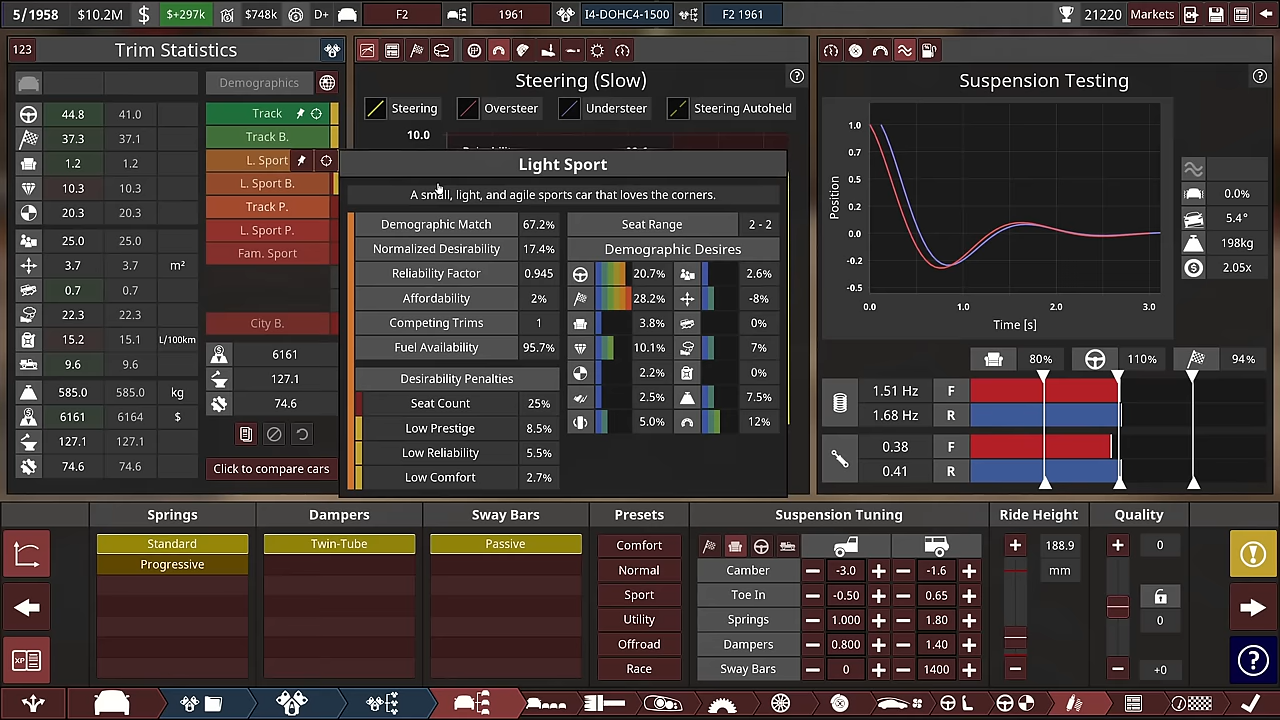 5/1958 $10.2M $ $+297k $748k D+ F2 1961 I4-DOHC4-1500 F2 1961 21220 Markets
123 Trim Statistics
Demographics
44.8 41.0 Track
37.3 37.1 Track B.
1.2 1.2 L. Sport
10.3 10.3 L. Sport B.
20.3 20.3 Track P.
L. Sport P.
25.0 25.0
3.7 3.7 m² Fam. Sport
0.7 0.7
22.3 22.3 City B.
15.2 15.1 L/100km
9.6 9.6 6161
585.0 585.0 kg 127.1
6161 6164 $ 74.6
127.1 127.1
74.6 74.6 Click to compare cars
Steering (Slow)
Steering Oversteer Understeer Steering Autoheld
10.0
Light Sport
A small, light, and agile sports car that loves the corners.
Demographic Match 67.2%
Normalized Desirability 17.4%
Reliability Factor 0.945
Affordability 2%
Competing Trims 1
Fuel Availability 95.7%
Desirability Penalties
Seat Count 25%
Low Prestige 8.5%
Low Reliability 5.5%
Low Comfort 2.7%
Seat Range 2 - 2
Demographic Desires
20.7% 2.6%
28.2% -8%
3.8% 0%
10.1% 7%
2.2% 0%
2.5% 7.5%
5.0% 12%
Suspension Testing
1.0
0.7
0.5
0.2
0.0
-0.2
-0.5
Position
0.0 1.0 2.0 3.0
Time [s]
0.0%
5.4°
198kg
2.05x
80% 110% 94%
1.51 Hz F
1.68 Hz R
0.38 F
0.41 R
Springs Dampers Sway Bars Presets Suspension Tuning Ride Height Quality
Standard Twin-Tube Passive Comfort
Progressive Normal
Sport
Utility
Offroad
Race
Camber -3.0 -1.6
Toe In -0.50 0.65
Springs 1.000 1.80
Dampers 0.800 1.40
Sway Bars 0 1400
188.9
mm
0
0
+0
XP